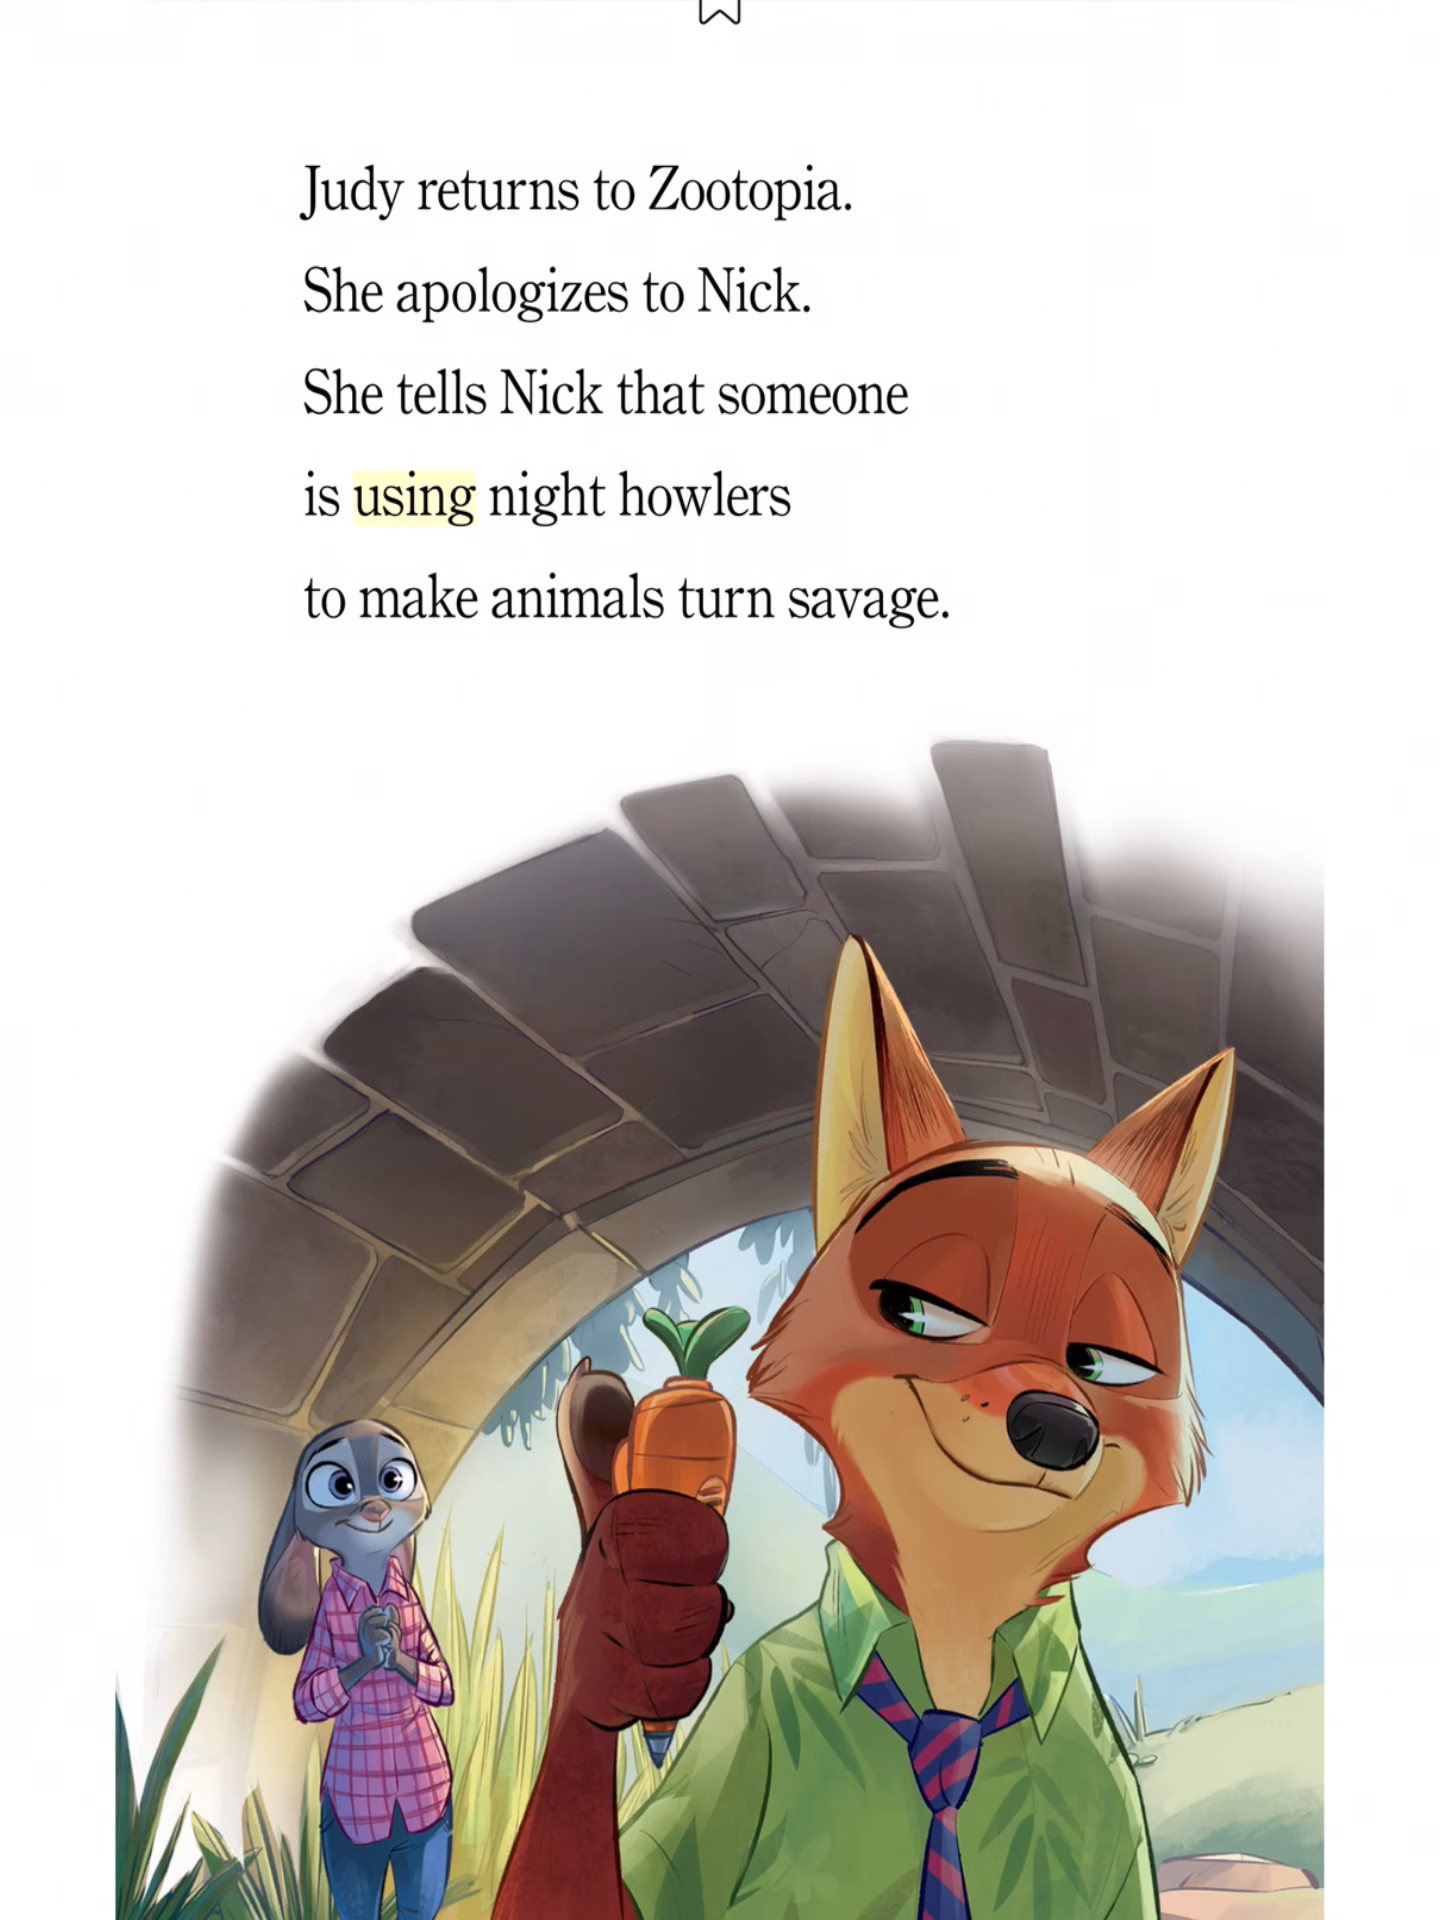 Judy returns to Zootopia.
She apologizes to Nick.
She tells Nick that someone
is using night howlers
to make animals turn savage.